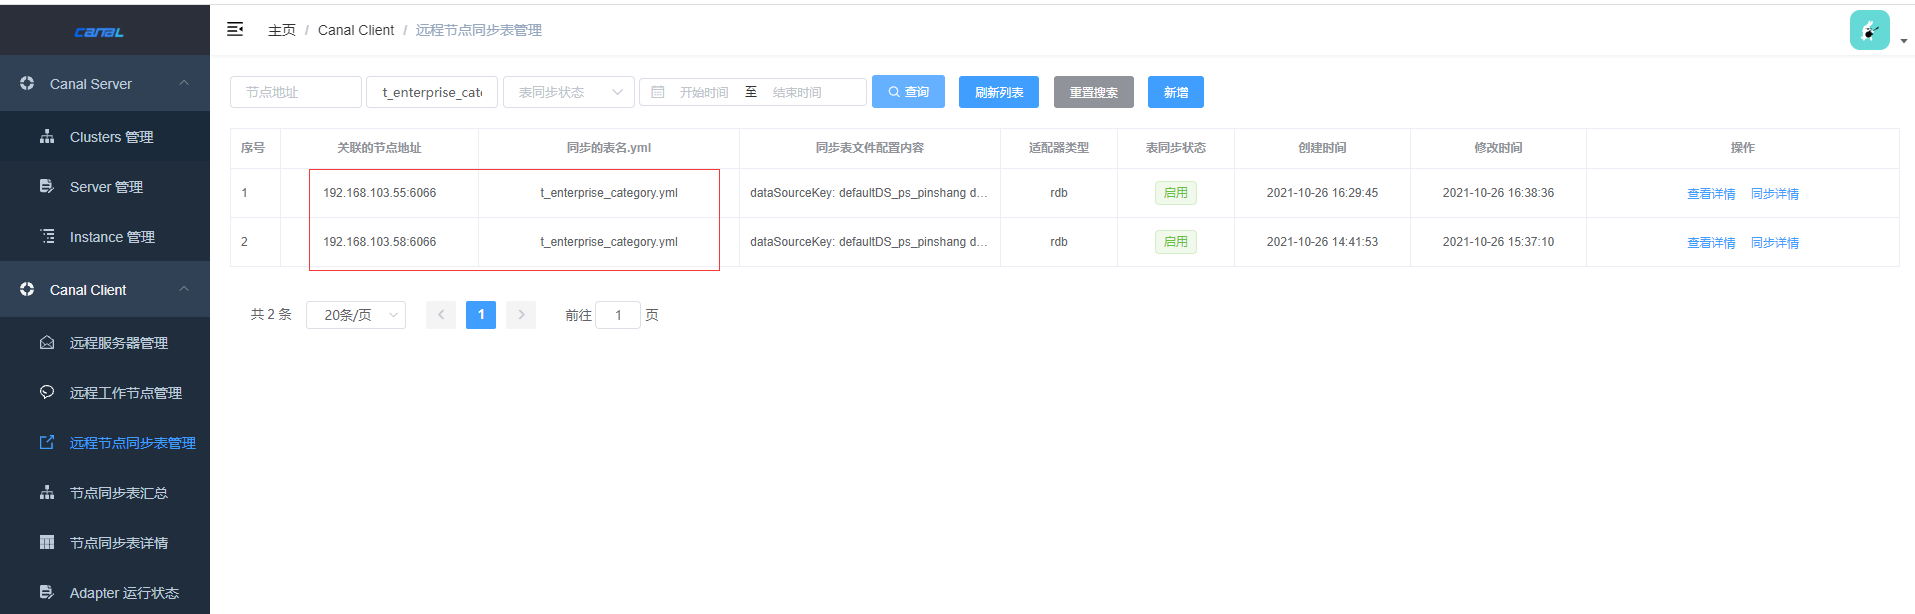 canal
Canal Server
Clusters 管理
Server 管理
Instance 管理
Canal Client
远程服务器管理
远程工作节点管理
远程节点同步表管理
节点同步表汇总
节点同步表详情
Adapter 运行状态
主页 / Canal Client / 远程节点同步表管理
节点地址 t_enterprise_cate 表同步状态 开始时间 至 结束时间 查询 刷新列表 重置搜索 新增
序号 关联的节点地址 同步的表名.yml 同步表文件配置内容 适配器类型 表同步状态 创建时间 修改时间 操作
1 192.168.103.55:6066 t_enterprise_category.yml dataSourceKey: defaultDS_ps_pinshang d... rdb 启用 2021-10-26 16:29:45 2021-10-26 16:38:36 查看详情 同步详情
2 192.168.103.58:6066 t_enterprise_category.yml dataSourceKey: defaultDS_ps_pinshang d... rdb 启用 2021-10-26 14:41:53 2021-10-26 15:37:10 查看详情 同步详情
共 2 条 20条/页 1 前往 1 页